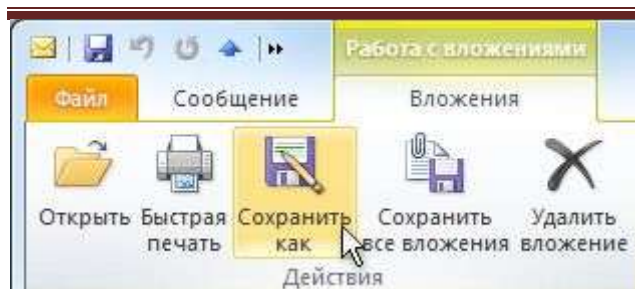 Работа с вложениями
Файл Сообщение Вложения
Открыть Быстрая печать Сохранить как Сохранить все вложения Удалить вложение
Действия